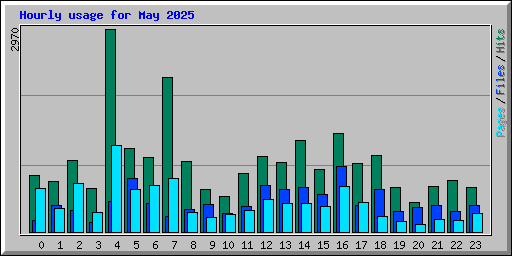 Hourly usage for May 2025
2970
Pages / Files / Hits
0 1 2 3 4 5 6 7 8 9 10 11 12 13 14 15 16 17 18 19 20 21 22 23